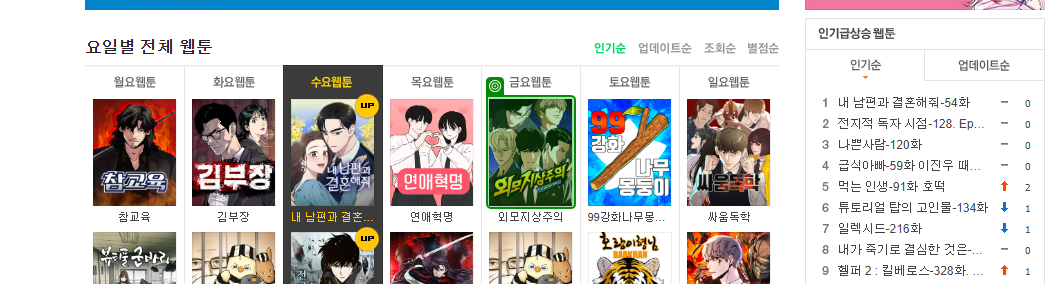 요일별 전체 웹툰
인기순 업데이트순 조회순 별점순
월요웹툰 화요웹툰 수요웹툰 목요웹툰 금요웹툰 토요웹툰 일요웹툰
참교육
김부장
UP
내 남편과
결혼해줘
연애혁명
외모지상주의
99
강화
나무
몽둥이
싸움독학
참교육 김부장 내 남편과 결혼... 연애혁명 외모지상주의 99강화나무몽... 싸움독학
뷰티풀 군바리
UP
전
호랑이형님
BARKHAN
인기급상승 웹툰
인기순 업데이트순
1 내 남편과 결혼해줘-54화 0
2 전지적 독자 시점-128. Ep... 0
3 나쁜사람-120화 0
4 급식아빠-59화 이진우 때... 0
5 먹는 인생-91화 호떡 2
6 튜토리얼 탑의 고인물-134화 1
7 일렉시드-216화 1
8 내가 죽기로 결심한 것은-... 0
9 헬퍼 2 : 킬베로스-328화. ... 1